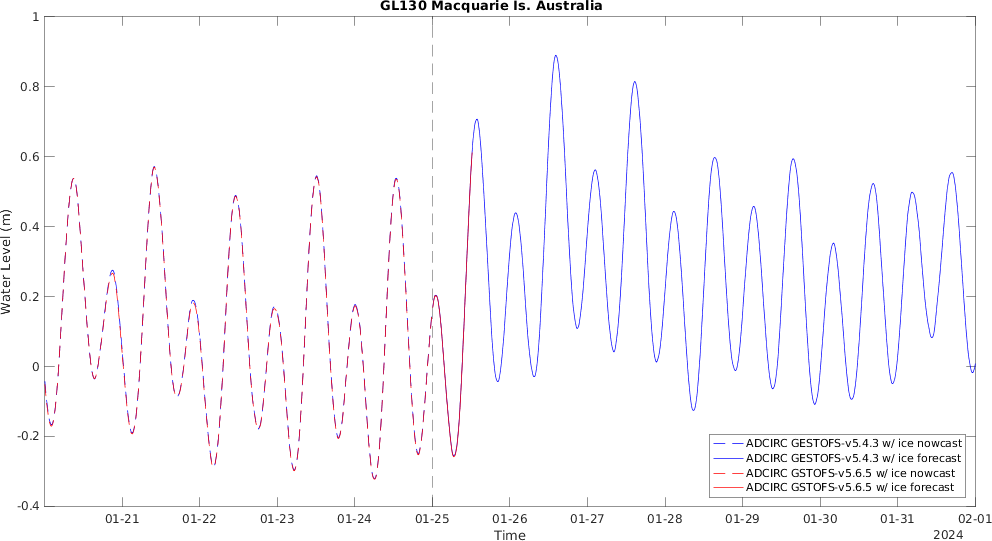 GL130 Macquarie Is. Australia
1
0.8
0.6
0.4
0.2
0
-0.2
-0.4
Water Level (m)
ADCIRC GESTOFS-v5.4.3 w/ ice nowcast
ADCIRC GESTOFS-v5.4.3 w/ ice forecast
ADCIRC GSTOFS-v5.6.5 w/ ice nowcast
ADCIRC GSTOFS-v5.6.5 w/ ice forecast
01-21 01-22 01-23 01-24 01-25 01-26 01-27 01-28 01-29 01-30 01-31 02-01
Time
2024